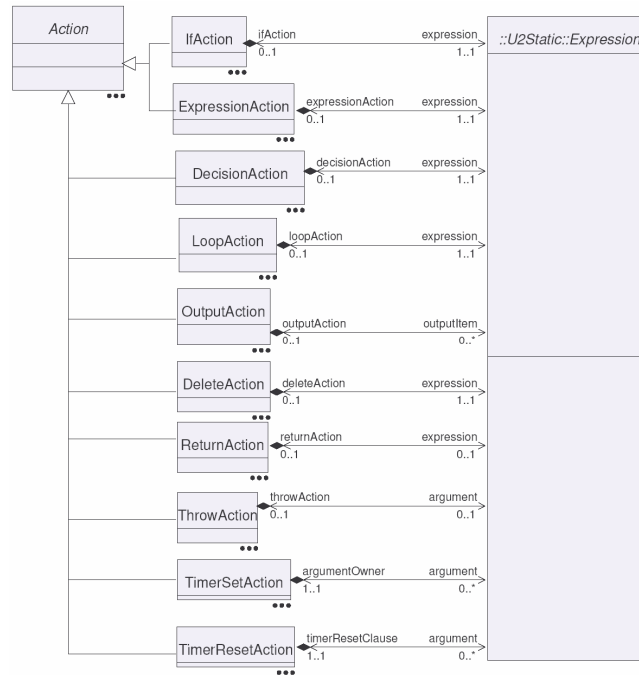 Action
IfAction
ifAction
expression
0..1
1..1
::U2Static::Expression
ExpressionAction
expressionAction
expression
0..1
1..1
DecisionAction
decisionAction
expression
0..1
1..1
LoopAction
loopAction
expression
0..1
1..1
OutputAction
outputAction
outputItem
0..1
0..*
DeleteAction
deleteAction
expression
0..1
1..1
ReturnAction
returnAction
expression
0..1
0..1
ThrowAction
throwAction
argument
0..1
0..1
TimerSetAction
argumentOwner
argument
1..1
0..*
TimerResetAction
timerResetClause
argument
1..1
0..*